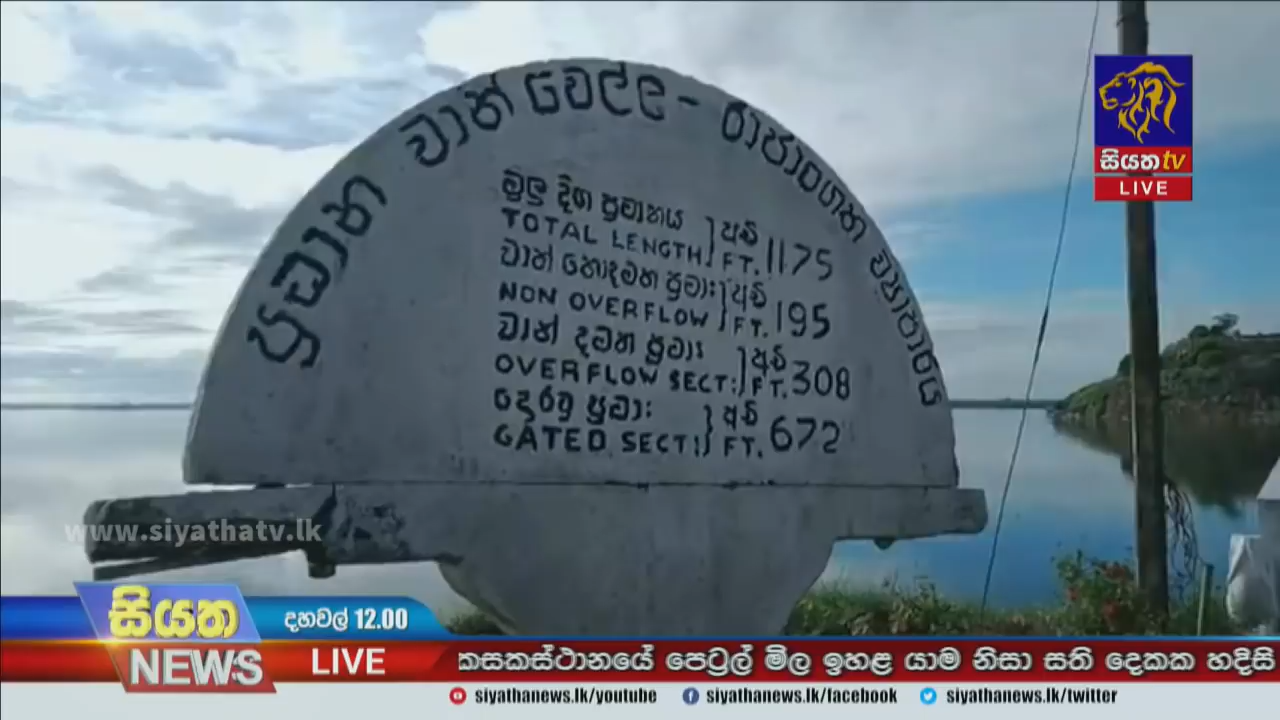 ප්‍රධාන වාන් වෙල්ල - රාජාංගන ව්‍යාපාරය
මුලු දිග ප්‍රමානය } අඩි
TOTAL LENGTH } FT. 1175
වාන් නොදමන ප්‍රමා: } අඩි
NON OVERFLOW } FT. 195
වාන් දමන ප්‍රමා: } අඩි
OVERFLOW SECT: } FT. 308
දොරටු ප්‍රමා: } අඩි
GATED SECT: } FT. 672
සියත tv
LIVE
www.siyathatv.lk
සියත
NEWS
දහවල් 12.00
LIVE
කසකස්ථානයේ පෙට්‍රල් මිල ඉහළ යාම නිසා සති දෙකක හදිසි
siyathanews.lk/youtube
siyathanews.lk/facebook
siyathanews.lk/twitter